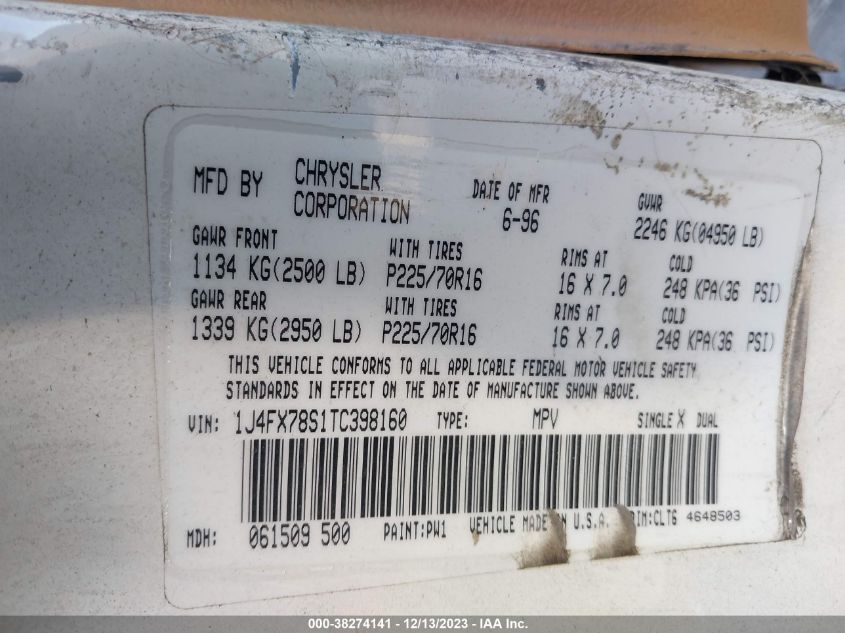 MFD BY CHRYSLER CORPORATION DATE OF MFR 6-96 GVWR 2246 KG(04950 LB)
GAWR FRONT WITH TIRES RIMS AT COLD
1134 KG(2500 LB) P225/70R16 16 X 7.0 248 KPA(36 PSI)
GAWR REAR WITH TIRES RIMS AT COLD
1339 KG(2950 LB) P225/70R16 16 X 7.0 248 KPA(36 PSI)
THIS VEHICLE CONFORMS TO ALL APPLICABLE FEDERAL MOTOR VEHICLE SAFETY
STANDARDS IN EFFECT ON THE DATE OF MANUFACTURE SHOWN ABOVE.
VIN: 1J4FX78S1TC398160 TYPE: MPV SINGLE X DUAL
MDH: 061509 500 PAINT:PW1 VEHICLE MADE IN U.S.A. TRIM:CLT6 4648503
000-38274141 - 12/13/2023 - IAA Inc.